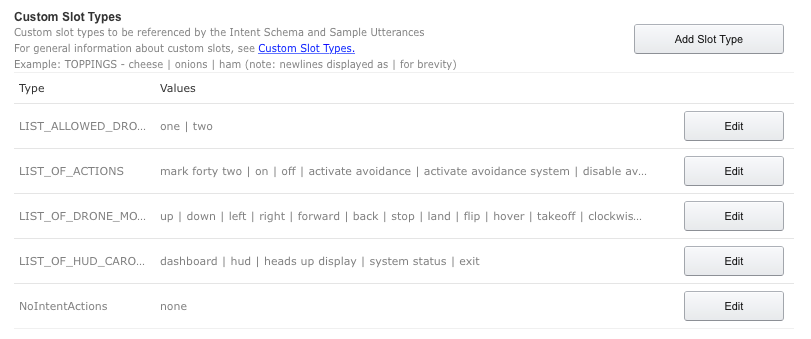 Custom Slot Types
Custom slot types to be referenced by the Intent Schema and Sample Utterances
For general information about custom slots, see Custom Slot Types.
Add Slot Type
Example: TOPPINGS - cheese | onions | ham (note: newlines displayed as | for brevity)
Type Values
LIST_ALLOWED_DRO... one | two Edit
LIST_OF_ACTIONS mark forty two | on | off | activate avoidance | activate avoidance system | disable av... Edit
LIST_OF_DRONE_MO... up | down | left | right | forward | back | stop | land | flip | hover | takeoff | clockwis... Edit
LIST_OF_HUD_CARO... dashboard | hud | heads up display | system status | exit Edit
NoIntentActions none Edit